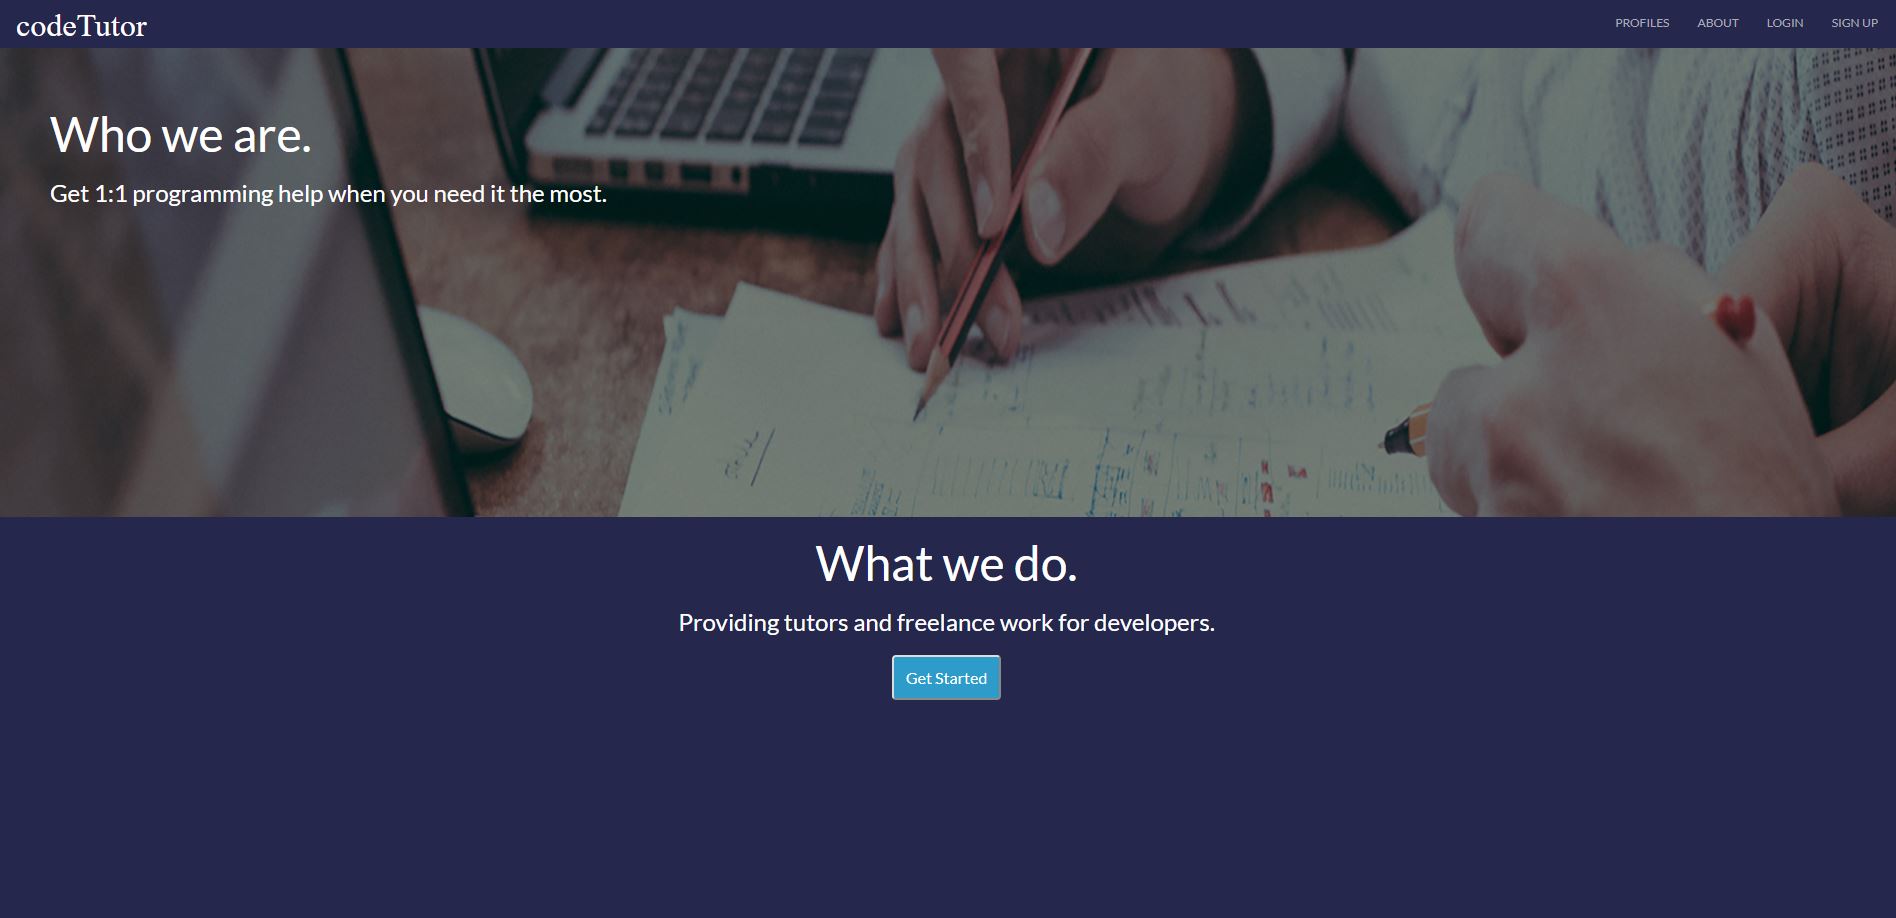 codeTutor
PROFILES ABOUT LOGIN SIGN UP
Who we are.
Get 1:1 programming help when you need it the most.
What we do.
Providing tutors and freelance work for developers.
Get Started